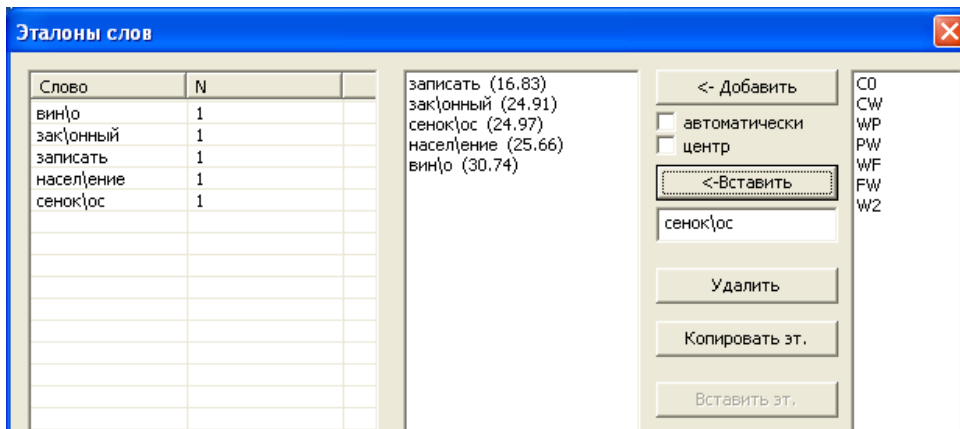 Эталоны слов
Слово N
вин\о 1
зак\онный 1
записать 1
насел\ение 1
сенок\ос 1
записать (16.83)
зак\онный (24.91)
сенок\ос (24.97)
насел\ение (25.66)
вин\о (30.74)
<- Добавить
автоматически
центр
<-Вставить
сенок\ос
Удалить
Копировать эт.
Вставить эт.
C0
CW
WP
PW
WF
FW
W2